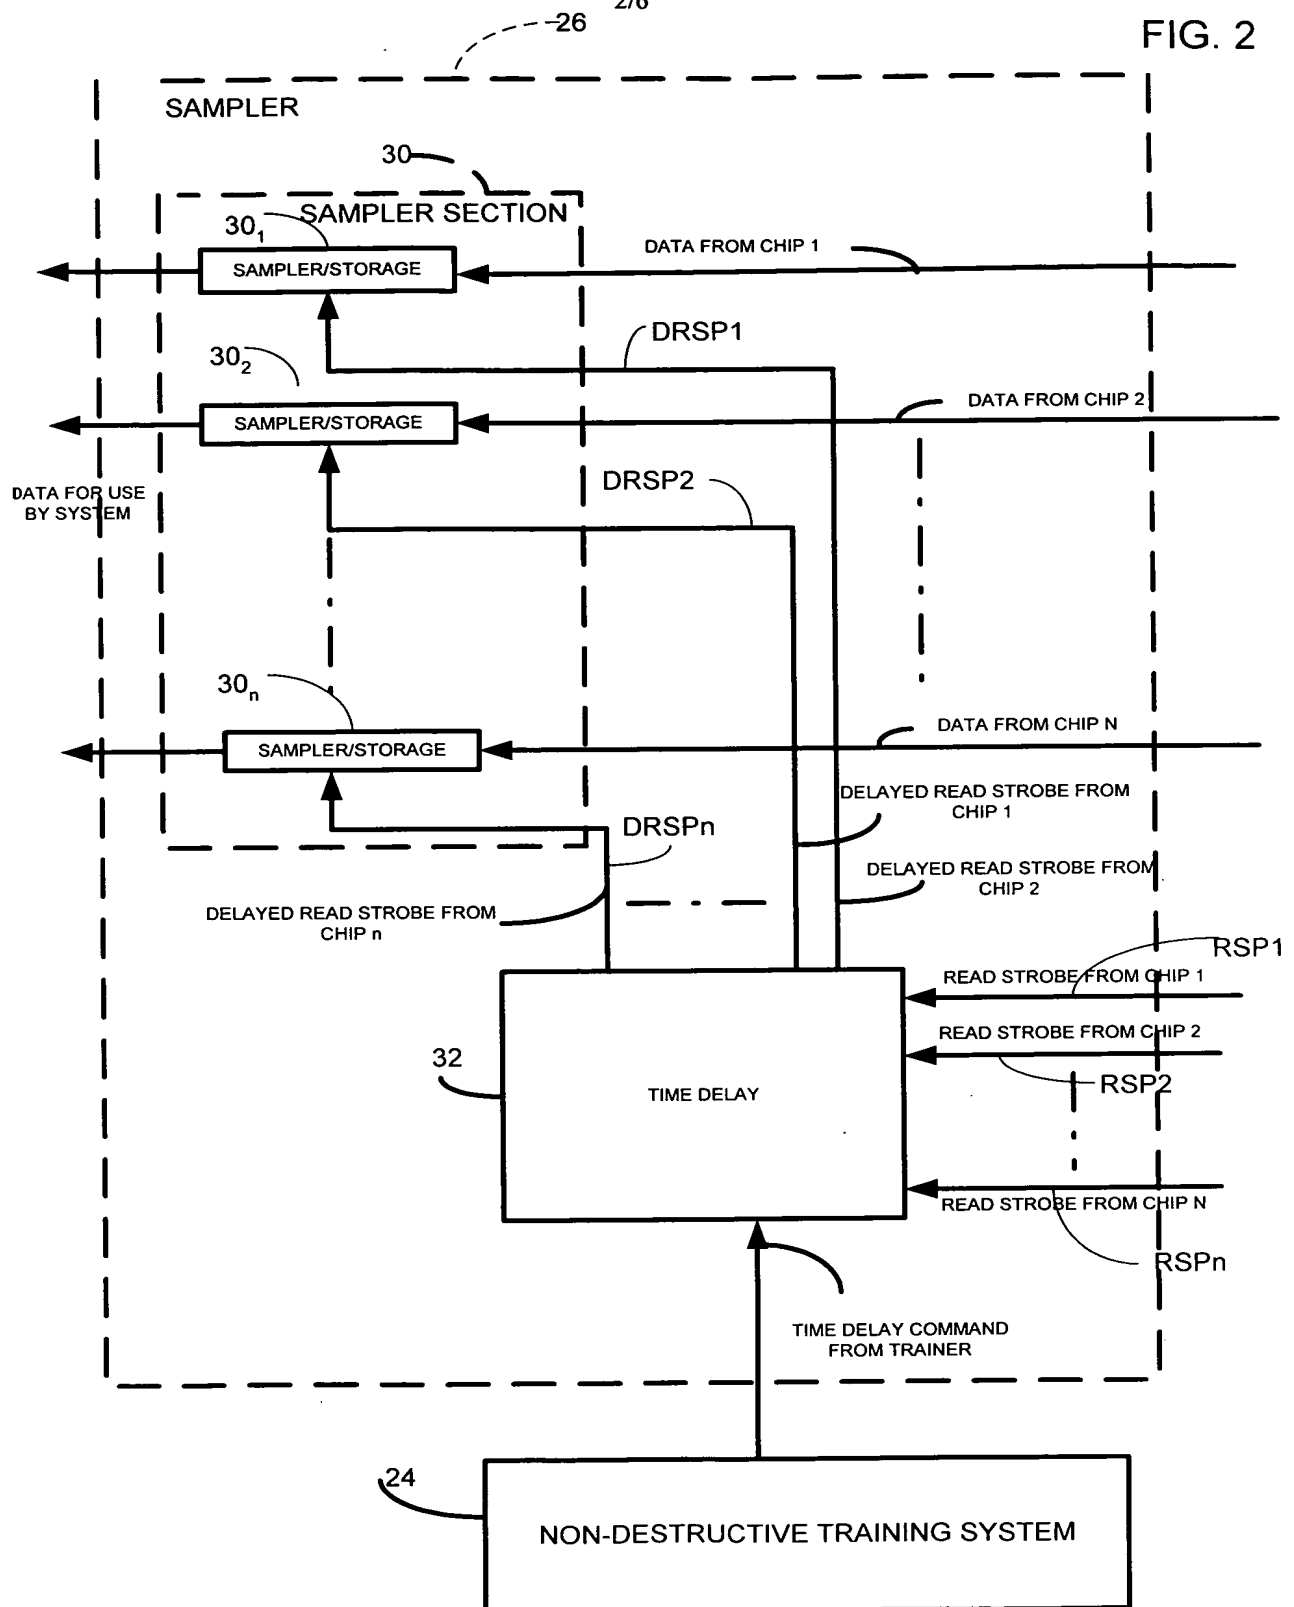 2/6
26
FIG. 2
SAMPLER
30
SAMPLER SECTION
30₁
DATA FROM CHIP 1
SAMPLER/STORAGE
DRSP1
30₂
DATA FROM CHIP 2
SAMPLER/STORAGE
DRSP2
DATA FOR USE
BY SYSTEM
30ₙ
DATA FROM CHIP N
SAMPLER/STORAGE
DELAYED READ STROBE FROM
CHIP 1
DRSPn
DELAYED READ STROBE FROM
CHIP 2
DELAYED READ STROBE FROM
CHIP n
RSP1
READ STROBE FROM CHIP 1
READ STROBE FROM CHIP 2
32
RSP2
TIME DELAY
READ STROBE FROM CHIP N
RSPn
TIME DELAY COMMAND
FROM TRAINER
24
NON-DESTRUCTIVE TRAINING SYSTEM